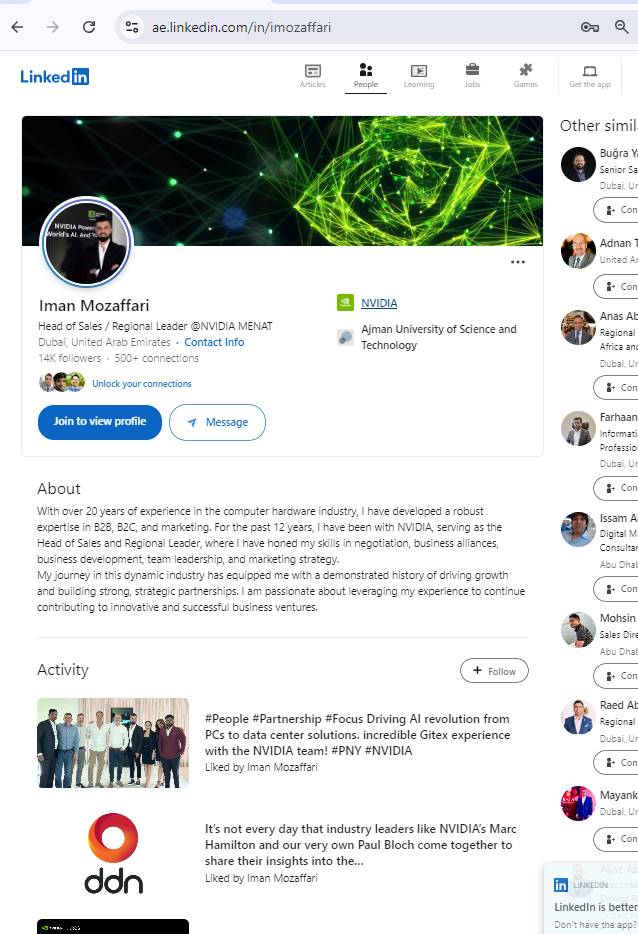 ae.linkedin.com/in/imozaffari
Linked in
Articles
People
Learning
Jobs
Games
Get the app
NVIDIA Powers
World's AI. And Yo
Iman Mozaffari
Head of Sales / Regional Leader @NVIDIA MENAT
Dubai, United Arab Emirates · Contact Info
14K followers · 500+ connections
Unlock your connections
Join to view profile
Message
NVIDIA
Ajman University of Science and
Technology
About
With over 20 years of experience in the computer hardware industry, I have developed a robust
expertise in B2B, B2C, and marketing. For the past 12 years, I have been with NVIDIA, serving as the
Head of Sales and Regional Leader, where I have honed my skills in negotiation, business alliances,
business development, team leadership, and marketing strategy.
My journey in this dynamic industry has equipped me with a demonstrated history of driving growth
and building strong, strategic partnerships. I am passionate about leveraging my experience to continue
contributing to innovative and successful business ventures.
Activity
Follow
#People #Partnership #Focus Driving AI revolution from
PCs to data center solutions. incredible Gitex experience
with the NVIDIA team! #PNY #NVIDIA
Liked by Iman Mozaffari
ddn
It's not every day that industry leaders like NVIDIA's Marc
Hamilton and our very own Paul Bloch come together to
share their insights into the...
Liked by Iman Mozaffari
Other simil
Buğra Y
Senior Sa
Dubai, Un
Con
Adnan T
United Ar
Con
Anas Ab
Regional
Africa and
Dubai, Un
Con
Farhaan
Informati
Professio
Dubai, Un
Con
Issam Al
Digital M
Consultan
Abu Dhab
Con
Mohsin
Sales Dire
Abu Dhab
Con
Raed Ab
Regional
Dubai, Un
Con
Mayank
Dubai, Un
Con
Aijaz Az
LINKEDIN
LinkedIn is better
Don't have the app?